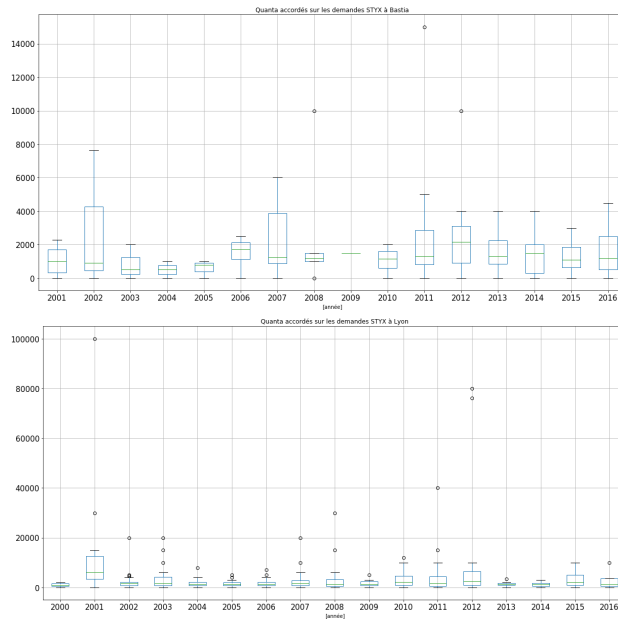 Quanta accordés sur les demandes STYX à Bastia
14000
12000
10000
8000
6000
4000
2000
0
2001 2002 2003 2004 2005 2006 2007 2008 2009 2010 2011 2012 2013 2014 2015 2016
[année]
Quanta accordés sur les demandes STYX à Lyon
100000
80000
60000
40000
20000
0
2000 2001 2002 2003 2004 2005 2006 2007 2008 2009 2010 2011 2012 2013 2014 2015 2016
[année]